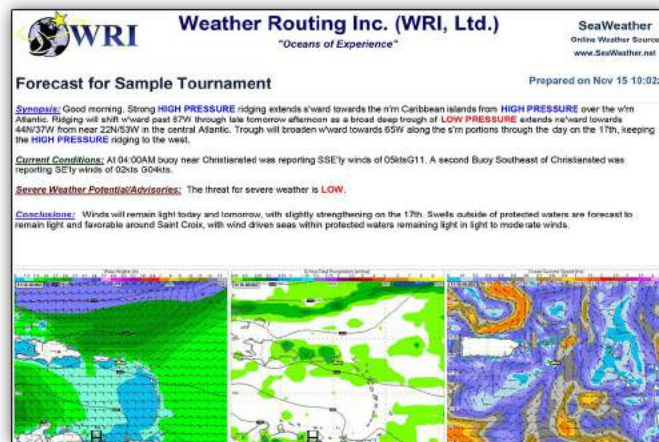 WRI
Weather Routing Inc. (WRI, Ltd.)
"Oceans of Experience"
SeaWeather
Online Weather Source
www.SeaWeather.net
Forecast for Sample Tournament
Prepared on Nov 15 10:02
Synopsis: Good morning. Strong HIGH PRESSURE ridging extends s'ward towards the n'rn Caribbean islands from HIGH PRESSURE over the w'rn
Atlantic. Ridging will shift w'ward past 67W through late tomorrow afternoon as a broad deep trough of LOW PRESSURE extends ne'ward towards
44N/37W from near 22N/53W in the central Atlantic. Trough will broaden w'ward towards 65W along the s'rn portions through the day on the 17th, keeping
the HIGH PRESSURE ridging to the west.
Current Conditions: At 04:00AM buoy near Christiansted was reporting SSE'ly winds of 05ktsG11. A second Buoy Southeast of Christiansted was
reporting SE'ly winds of 02kts G04kts.
Severe Weather Potential/Advisories: The threat for severe weather is LOW.
Conclusions: Winds will remain light today and tomorrow, with slightly strengthening on the 17th. Swells outside of protected waters are forecast to
remain light and favorable around Saint Croix, with wind driven seas within protected waters remaining light in light to moderate winds.
H
H